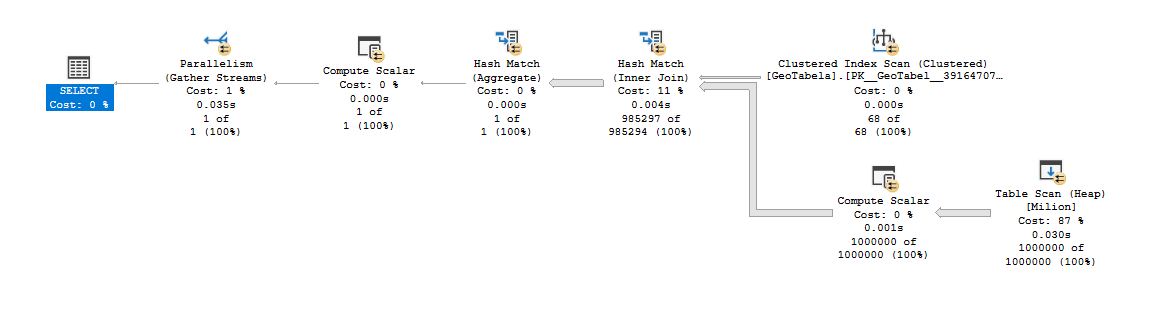 SELECT
Cost: 0 %
Parallelism
(Gather Streams)
Cost: 1 %
0.035s
1 of
1 (100%)
Compute Scalar
Cost: 0 %
0.000s
1 of
1 (100%)
Hash Match
(Aggregate)
Cost: 0 %
0.000s
1 of
1 (100%)
Hash Match
(Inner Join)
Cost: 11 %
0.004s
985297 of
985294 (100%)
Clustered Index Scan (Clustered)
[GeoTabela].[PK__GeoTabel__39164707…
Cost: 0 %
0.000s
68 of
68 (100%)
Compute Scalar
Cost: 0 %
0.001s
1000000 of
1000000 (100%)
Table Scan (Heap)
[Milion]
Cost: 87 %
0.030s
1000000 of
1000000 (100%)